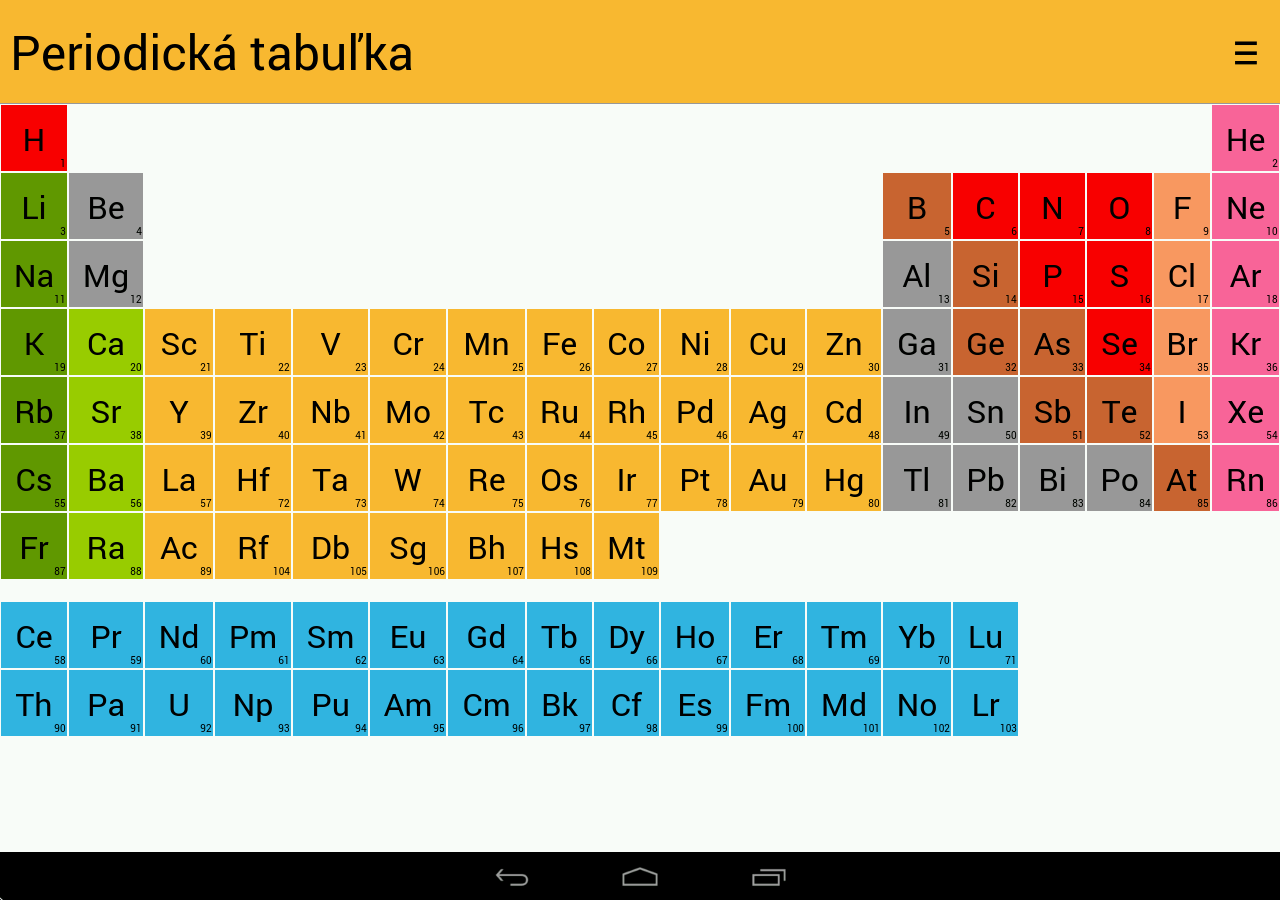 Periodická tabuľka
H 1 He 2
Li 3 Be 4 B 5 C 6 N 7 O 8 F 9 Ne 10
Na 11 Mg 12 Al 13 Si 14 P 15 S 16 Cl 17 Ar 18
K 19 Ca 20 Sc 21 Ti 22 V 23 Cr 24 Mn 25 Fe 26 Co 27 Ni 28 Cu 29 Zn 30 Ga 31 Ge 32 As 33 Se 34 Br 35 Kr 36
Rb 37 Sr 38 Y 39 Zr 40 Nb 41 Mo 42 Tc 43 Ru 44 Rh 45 Pd 46 Ag 47 Cd 48 In 49 Sn 50 Sb 51 Te 52 I 53 Xe 54
Cs 55 Ba 56 La 57 Hf 72 Ta 73 W 74 Re 75 Os 76 Ir 77 Pt 78 Au 79 Hg 80 Tl 81 Pb 82 Bi 83 Po 84 At 85 Rn 86
Fr 87 Ra 88 Ac 89 Rf 104 Db 105 Sg 106 Bh 107 Hs 108 Mt 109
Ce 58 Pr 59 Nd 60 Pm 61 Sm 62 Eu 63 Gd 64 Tb 65 Dy 66 Ho 67 Er 68 Tm 69 Yb 70 Lu 71
Th 90 Pa 91 U 92 Np 93 Pu 94 Am 95 Cm 96 Bk 97 Cf 98 Es 99 Fm 100 Md 101 No 102 Lr 103